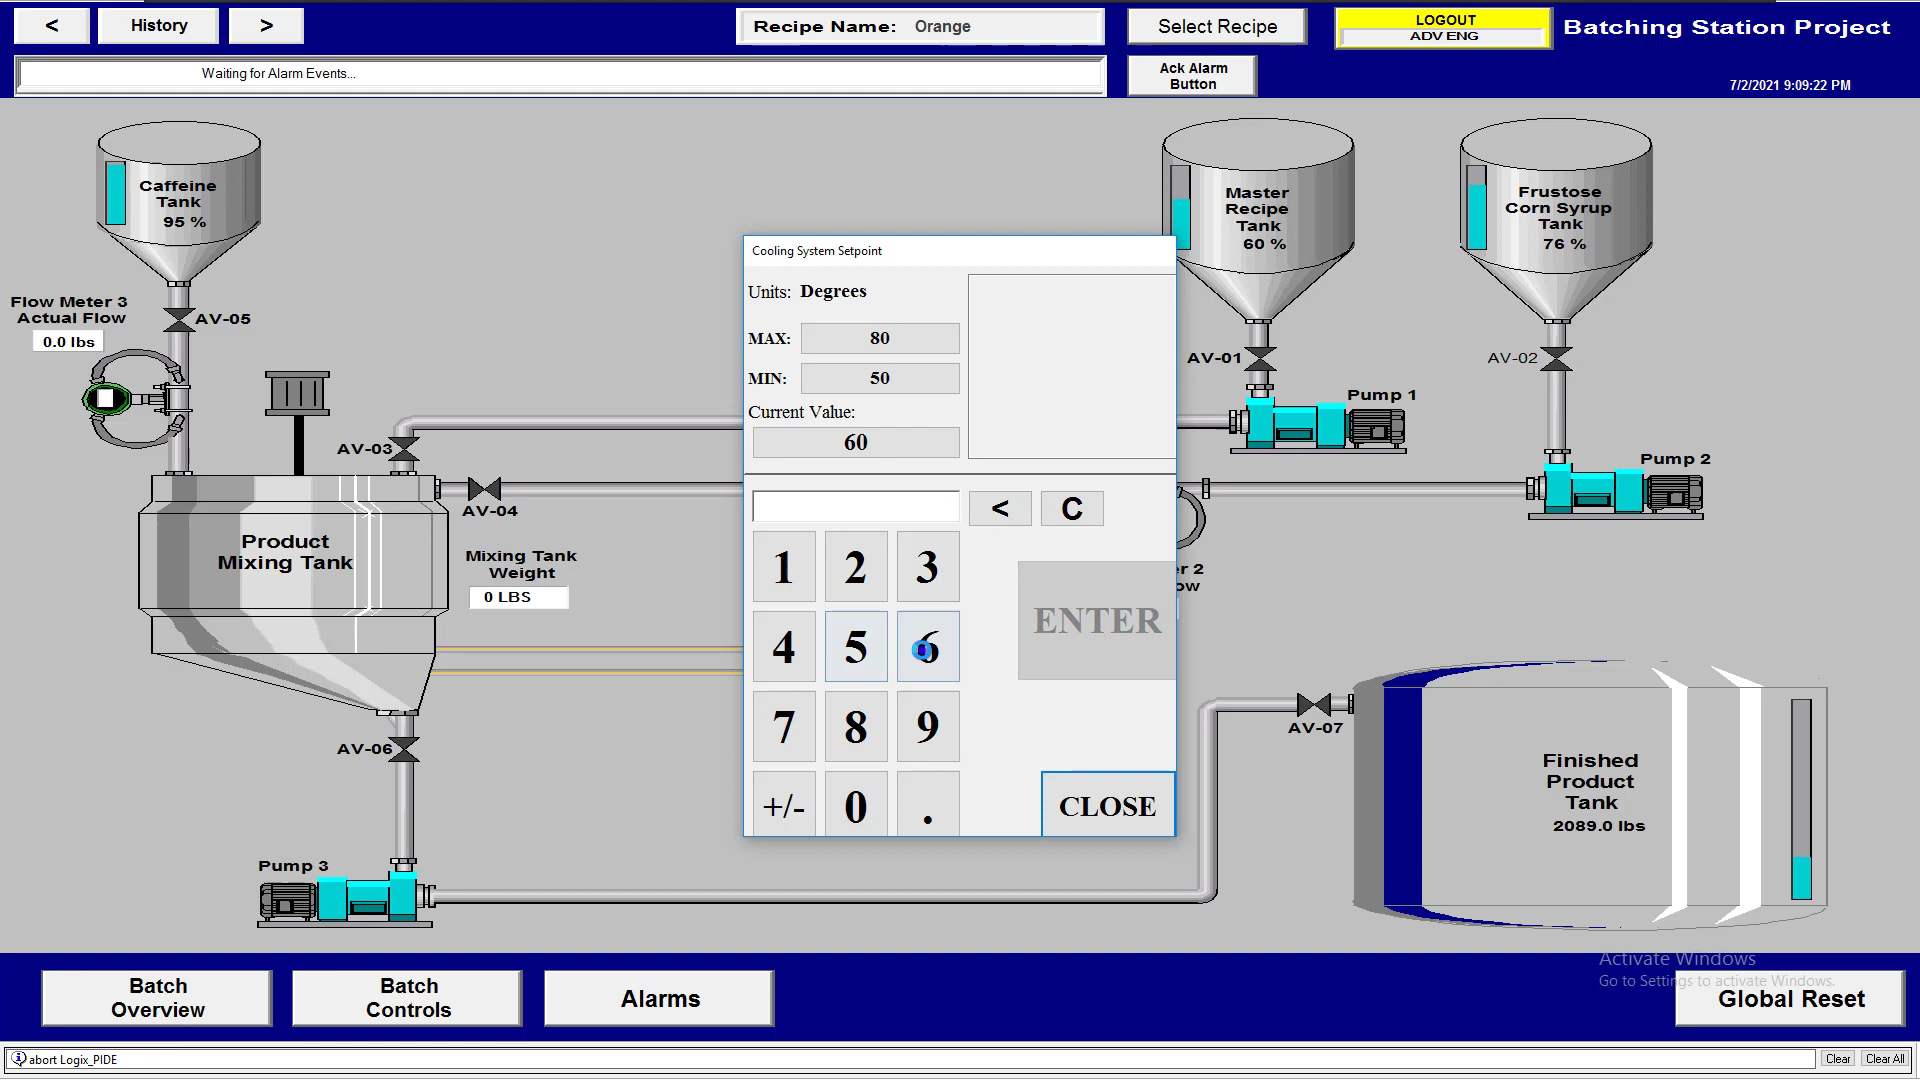 <
History
>
Recipe Name: Orange
Select Recipe
LOGOUT
ADV ENG
Batching Station Project
Waiting for Alarm Events...
Ack Alarm
Button
7/2/2021 9:09:22 PM
Caffeine
Tank
95 %
Flow Meter 3
Actual Flow
0.0 lbs
AV-05
AV-03
AV-04
Product
Mixing Tank
Mixing Tank
Weight
0 LBS
AV-06
Pump 3
Cooling System Setpoint
Units: Degrees
MAX: 80
MIN: 50
Current Value:
60
< C
1 2 3
4 5 6
7 8 9
+/- 0 .
ENTER
CLOSE
Master
Recipe
Tank
60 %
AV-01
Pump 1
Frustose
Corn Syrup
Tank
76 %
AV-02
Pump 2
2
AV-07
Finished
Product
Tank
2089.0 lbs
Activate Windows
Go to Settings to activate Windows.
Batch
Overview
Batch
Controls
Alarms
Global Reset
abort Logix_PIDE
Clear
Clear All